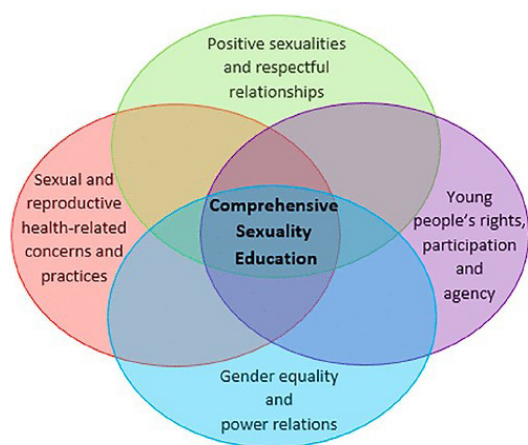 Positive sexualities
and respectful
relationships
Sexual and
reproductive
health-related
concerns and
practices
Comprehensive
Sexuality
Education
Young
people's rights,
participation
and
agency
Gender equality
and
power relations